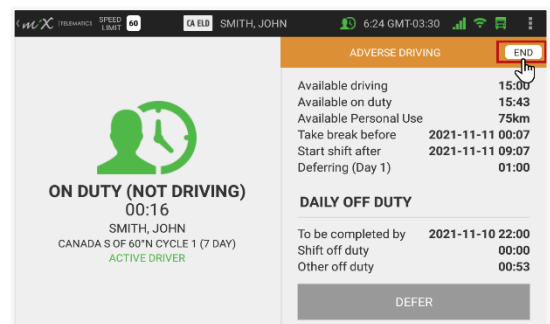 miX TELEMATICS SPEED LIMIT 60 CA ELD SMITH, JOHN 6:24 GMT-03:30
ADVERSE DRIVING END
Available driving 15:00
Available on duty 15:43
Available Personal Use 75km
Take break before 2021-11-11 00:07
Start shift after 2021-11-11 09:07
Deferring (Day 1) 01:00
ON DUTY (NOT DRIVING)
00:16
SMITH, JOHN
CANADA S OF 60°N CYCLE 1 (7 DAY)
ACTIVE DRIVER
DAILY OFF DUTY
To be completed by 2021-11-10 22:00
Shift off duty 00:00
Other off duty 00:53
DEFER